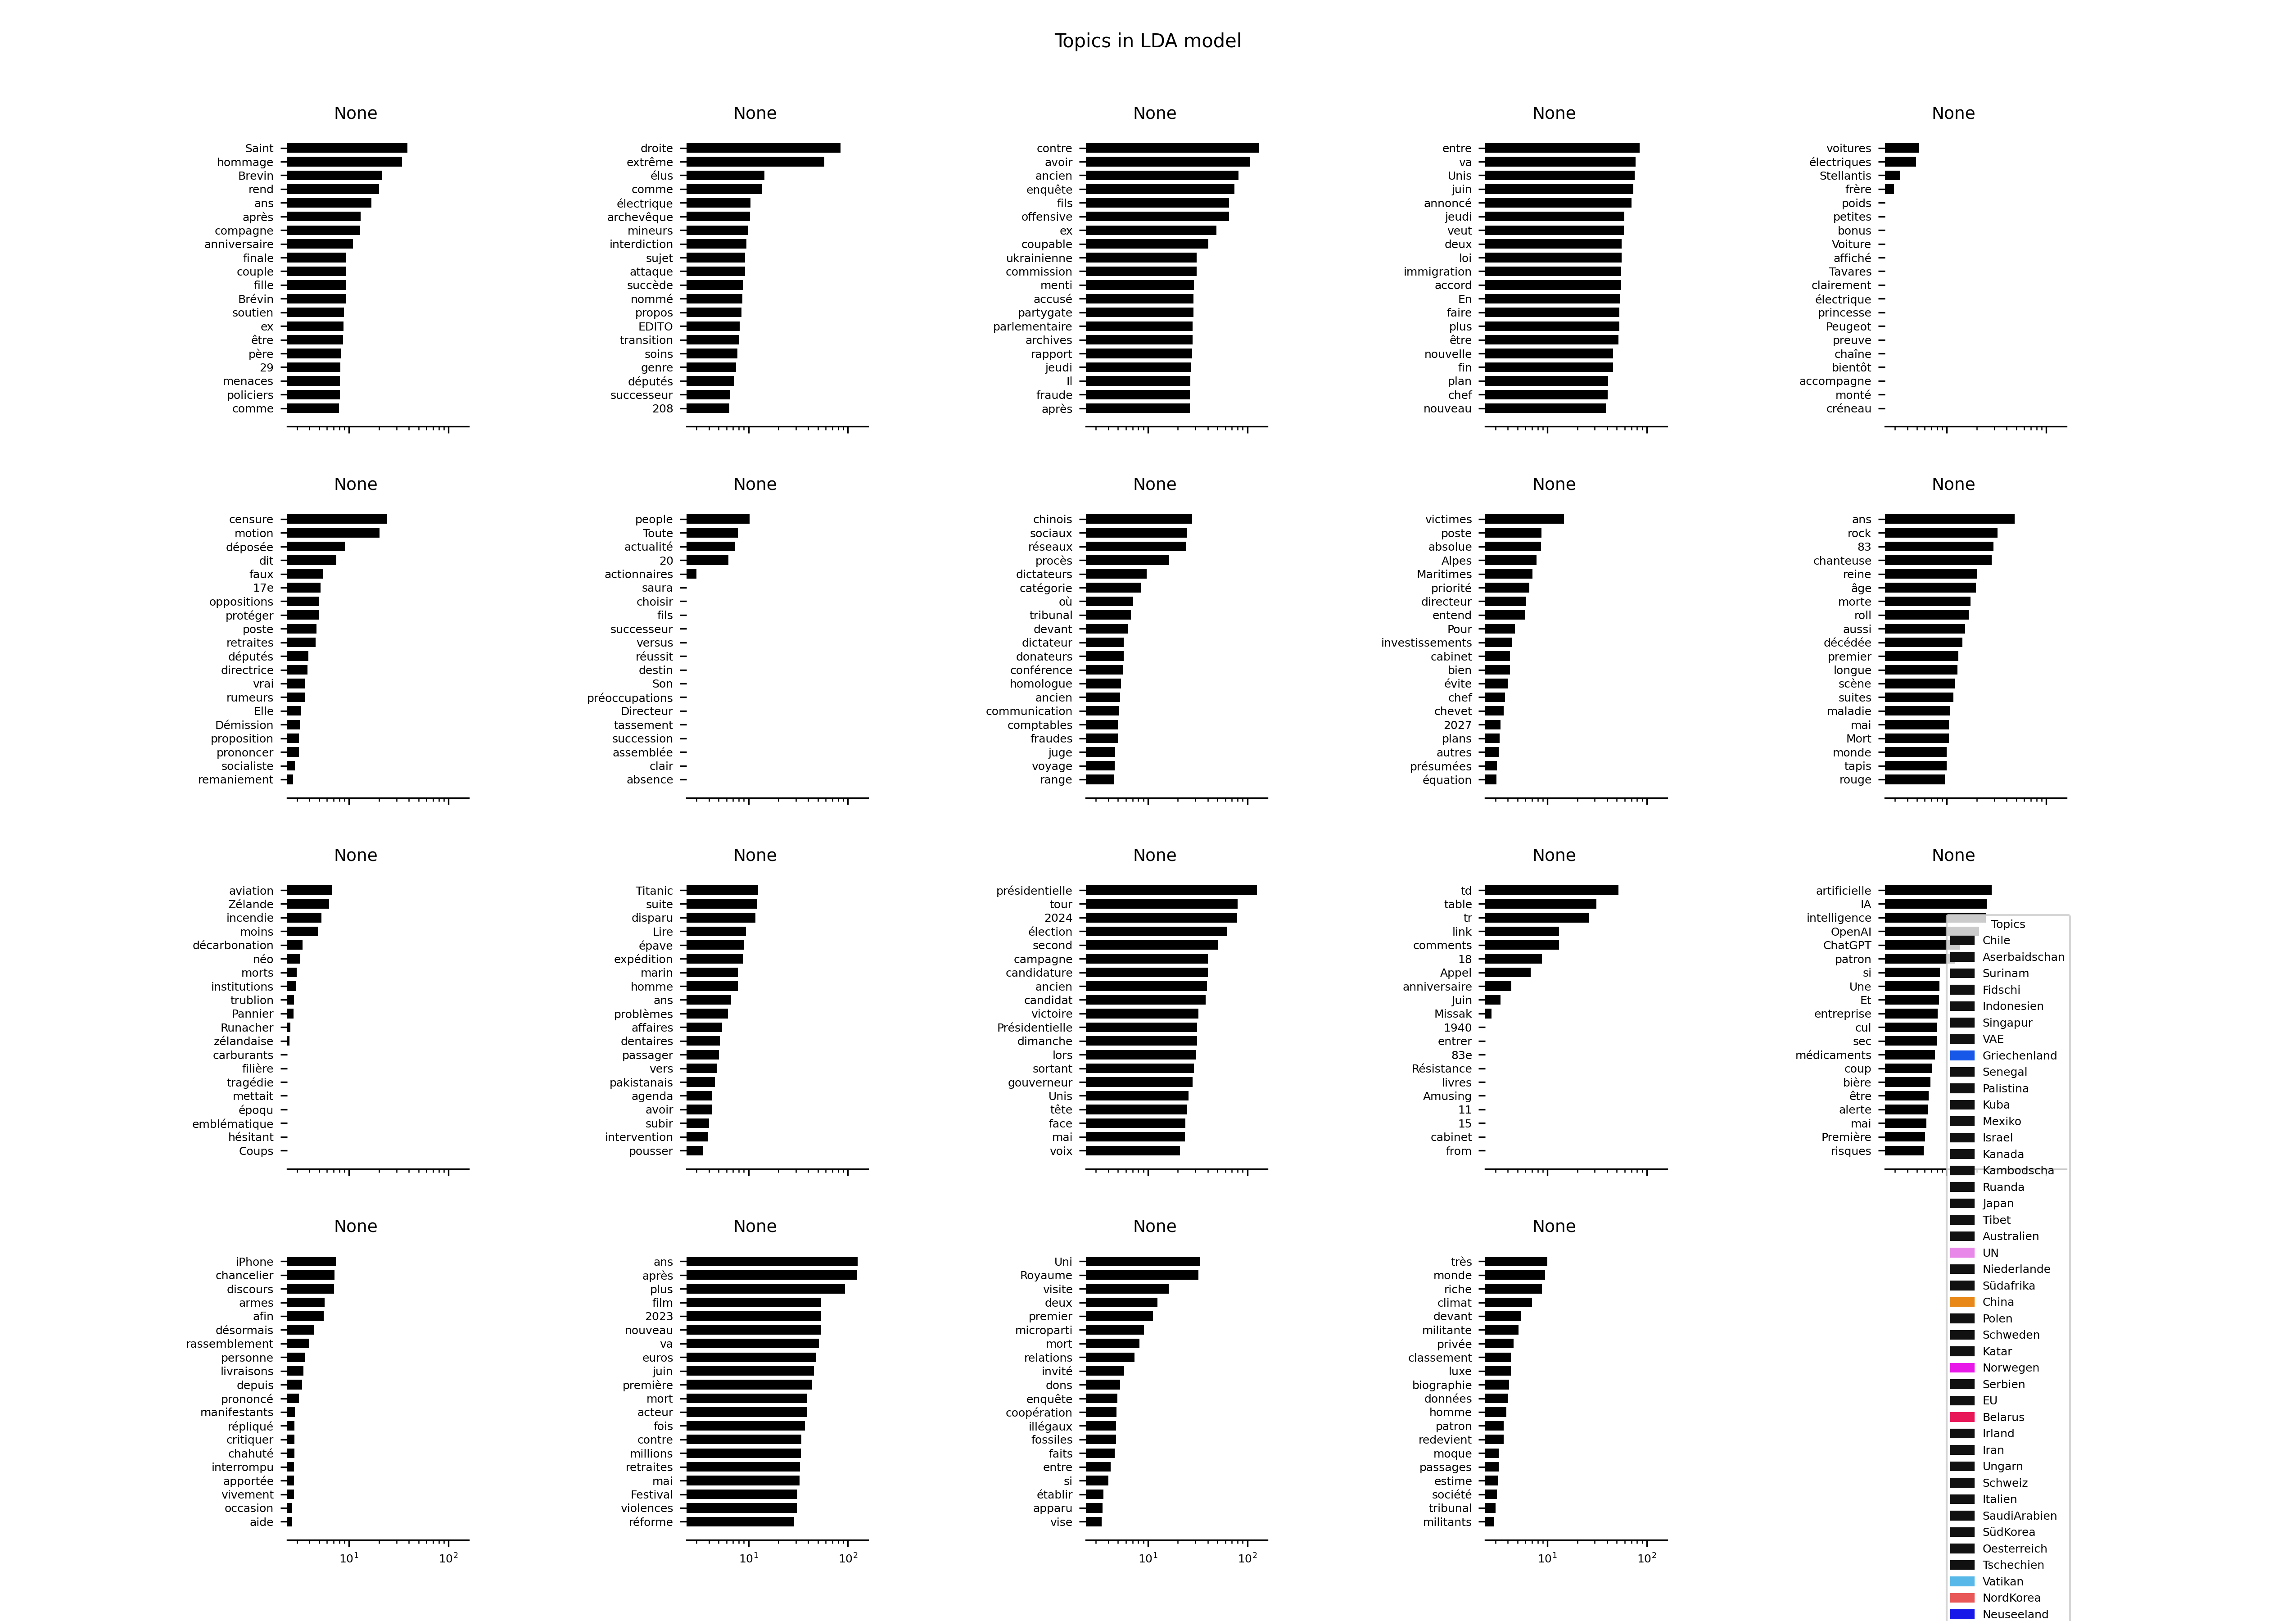 Topics in LDA model
None
Saint
hommage
Brevin
rend
ans
après
compagne
anniversaire
finale
couple
fille
Brévin
soutien
ex
être
père
29
menaces
policiers
comme
None
droite
extrême
élus
comme
électrique
archevêque
mineurs
interdiction
sujet
attaque
succède
nommé
propos
EDITO
transition
soins
genre
députés
successeur
208
None
contre
avoir
ancien
enquête
fils
offensive
ex
coupable
ukrainienne
commission
menti
accusé
partygate
parlementaire
archives
rapport
jeudi
Il
fraude
après
None
entre
va
Unis
juin
annoncé
jeudi
veut
deux
loi
immigration
accord
En
faire
plus
être
nouvelle
fin
plan
chef
nouveau
None
voitures
électriques
Stellantis
frère
poids
petites
bonus
Voiture
affiché
Tavares
clairement
électrique
princesse
Peugeot
preuve
chaîne
bientôt
accompagne
monté
créneau
None
censure
motion
déposée
dit
faux
17e
oppositions
protéger
poste
retraites
députés
directrice
vrai
rumeurs
Elle
Démission
proposition
prononcer
socialiste
remaniement
None
people
Toute
actualité
20
actionnaires
saura
choisir
fils
successeur
versus
réussit
destin
Son
préoccupations
Directeur
tassement
succession
assemblée
clair
absence
None
chinois
sociaux
réseaux
procès
dictateurs
catégorie
où
tribunal
devant
dictateur
donateurs
conférence
homologue
ancien
communication
comptables
fraudes
juge
voyage
range
None
victimes
poste
absolue
Alpes
Maritimes
priorité
directeur
entend
Pour
investissements
cabinet
bien
évite
chef
chevet
2027
plans
autres
présumées
équation
None
ans
rock
83
chanteuse
reine
âge
morte
roll
aussi
décédée
premier
longue
scène
suites
maladie
mai
Mort
monde
tapis
rouge
None
aviation
Zélande
incendie
moins
décarbonation
néo
morts
institutions
trublion
Pannier
Runacher
zélandaise
carburants
filière
tragédie
mettait
époqu
emblématique
hésitant
Coups
None
Titanic
suite
disparu
Lire
épave
expédition
marin
homme
ans
problèmes
affaires
dentaires
passager
vers
pakistanais
agenda
avoir
subir
intervention
pousser
None
présidentielle
tour
2024
élection
second
campagne
candidature
ancien
candidat
victoire
Présidentielle
dimanche
lors
sortant
gouverneur
Unis
tête
face
mai
voix
None
td
table
tr
link
comments
18
Appel
anniversaire
Juin
Missak
1940
entrer
83e
Résistance
livres
Amusing
11
15
cabinet
from
None
artificielle
IA
intelligence
OpenAI
ChatGPT
patron
si
Une
Et
entreprise
cul
sec
médicaments
coup
bière
être
alerte
mai
Première
risques
None
iPhone
chancelier
discours
armes
afin
désormais
rassemblement
personne
livraisons
depuis
prononcé
manifestants
répliqué
critiquer
chahuté
interrompu
apportée
vivement
occasion
aide
10¹ 10²
None
ans
après
plus
film
2023
nouveau
va
euros
juin
première
mort
acteur
fois
contre
millions
retraites
mai
Festival
violences
réforme
10¹ 10²
None
Uni
Royaume
visite
deux
premier
microparti
mort
relations
invité
dons
enquête
coopération
illégaux
fossiles
faits
entre
si
établir
apparu
vise
10¹ 10²
None
très
monde
riche
climat
devant
militante
privée
classement
luxe
biographie
données
homme
patron
redevient
moque
passages
estime
société
tribunal
militants
10¹ 10²
Topics
Chile
Aserbaidschan
Surinam
Fidschi
Indonesien
Singapur
VAE
Griechenland
Senegal
Palistina
Kuba
Mexiko
Israel
Kanada
Kambodscha
Ruanda
Japan
Tibet
Australien
UN
Niederlande
Südafrika
China
Polen
Schweden
Katar
Norwegen
Serbien
EU
Belarus
Irland
Iran
Ungarn
Schweiz
Italien
SaudiArabien
SüdKorea
Oesterreich
Tschechien
Vatikan
NordKorea
Neuseeland